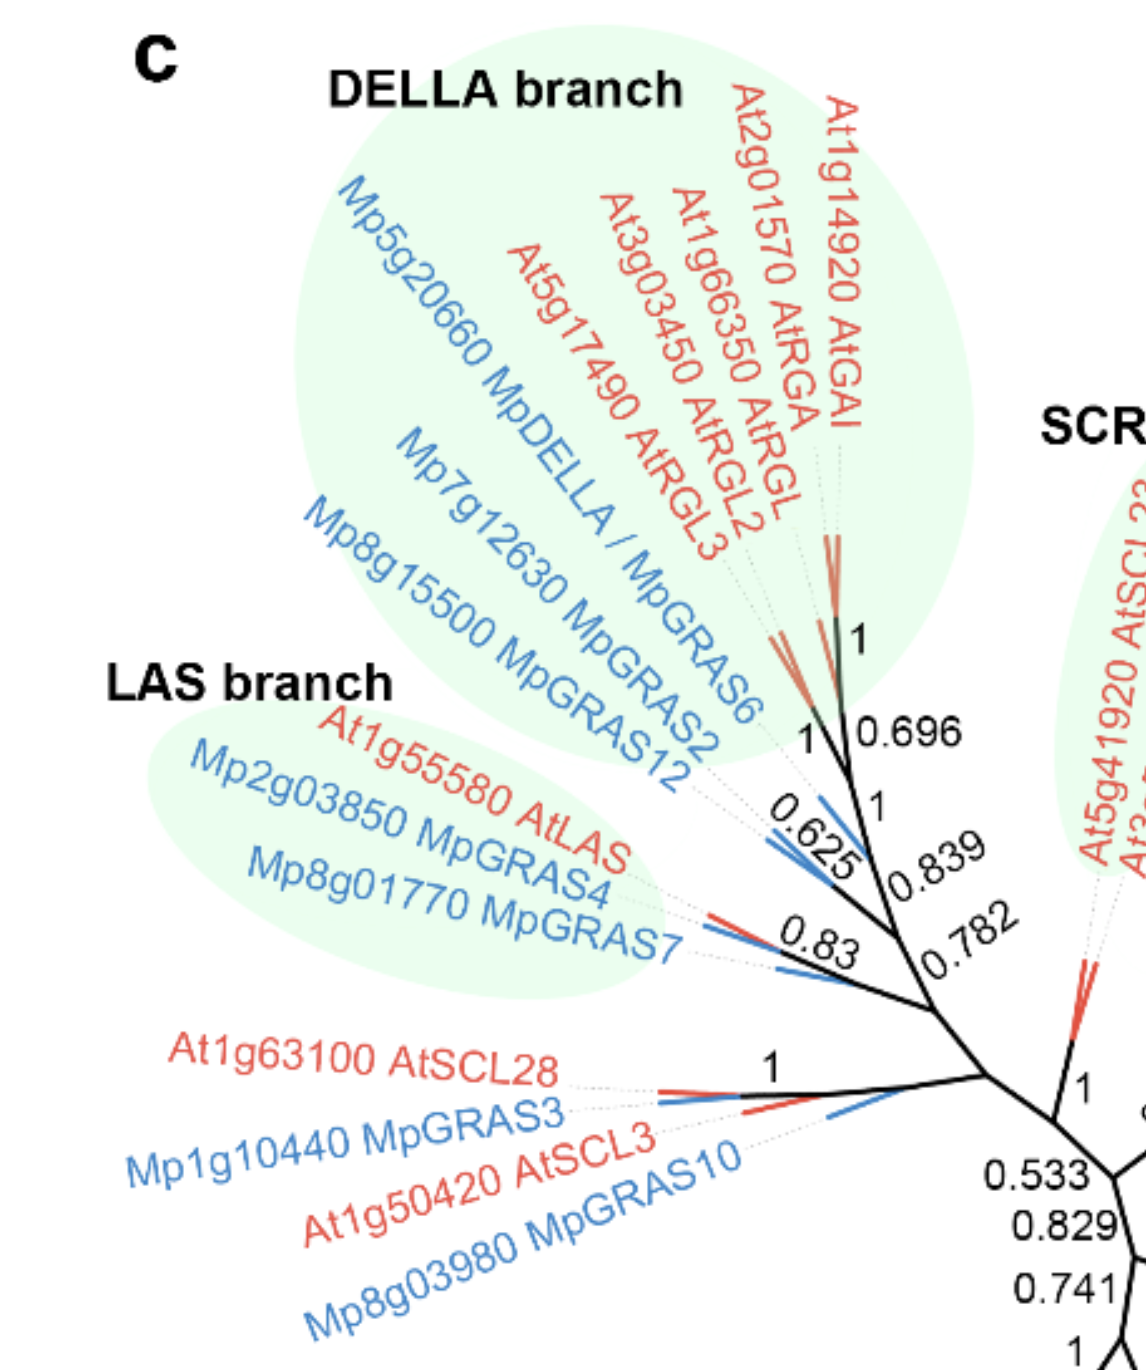 c
DELLA branch
At1g14920 AtGAI
At2g01570 AtRGA
At1g66350 AtRGL
At3g03450 AtRGL2
At5g17490 AtRGL3
Mp5g20660 MpDELLA / MpGRAS6
Mp7g12630 MpGRAS2
Mp8g15500 MpGRAS12
SCR
At5g41920 AtSCL23
1
0.696
1
1
0.625
0.839
0.782
LAS branch
At1g55580 AtLAS
Mp2g03850 MpGRAS4
Mp8g01770 MpGRAS7
0.83
At1g63100 AtSCL28
Mp1g10440 MpGRAS3
At1g50420 AtSCL3
Mp8g03980 MpGRAS10
1
1
0.533
0.829
0.741
1